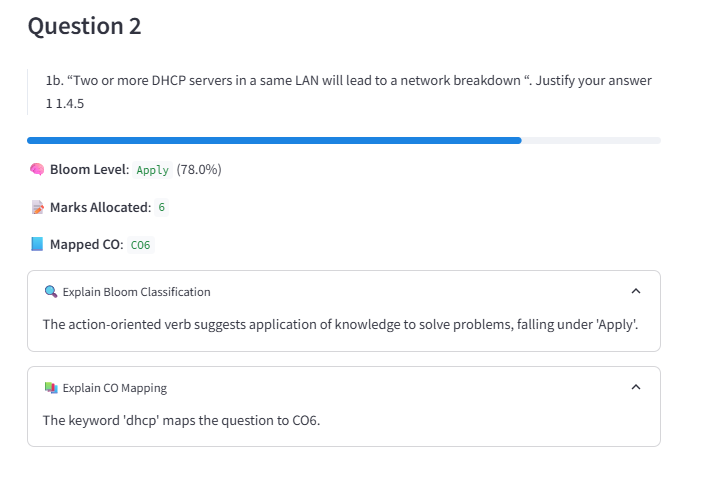 Question 2
1b. “Two or more DHCP servers in a same LAN will lead to a network breakdown “. Justify your answer
1 1.4.5
Bloom Level: Apply (78.0%)
Marks Allocated: 6
Mapped CO: CO6
Explain Bloom Classification
The action-oriented verb suggests application of knowledge to solve problems, falling under 'Apply'.
Explain CO Mapping
The keyword 'dhcp' maps the question to CO6.